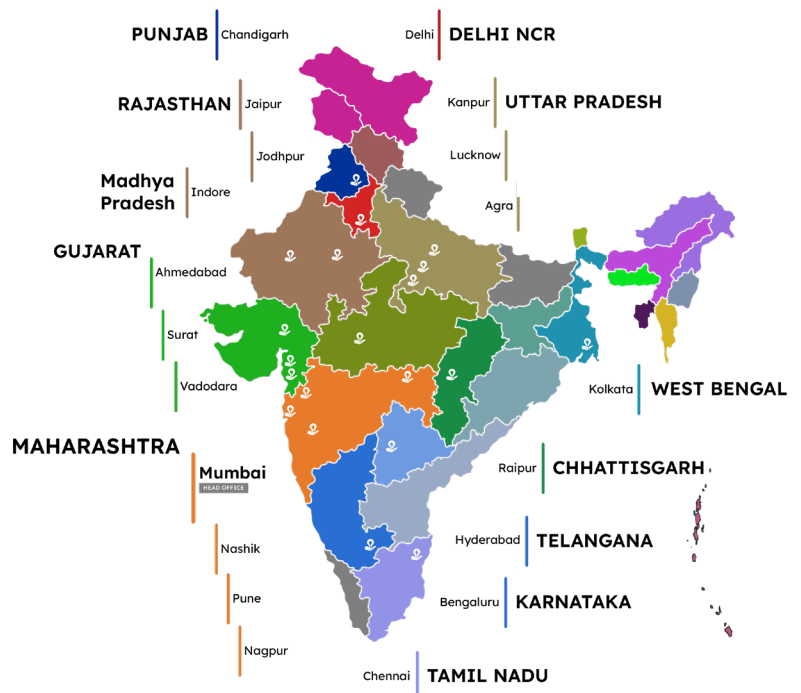 PUNJAB
Chandigarh
Delhi
DELHI NCR
RAJASTHAN
Jaipur
Kanpur
UTTAR PRADESH
Jodhpur
Lucknow
Madhya
Pradesh
Indore
Agra
GUJARAT
Ahmedabad
Surat
Vadodara
Kolkata
WEST BENGAL
MAHARASHTRA
Mumbai
HEAD OFFICE
Raipur
CHHATTISGARH
Nashik
Hyderabad
TELANGANA
Pune
Bengaluru
KARNATAKA
Nagpur
Chennai
TAMIL NADU